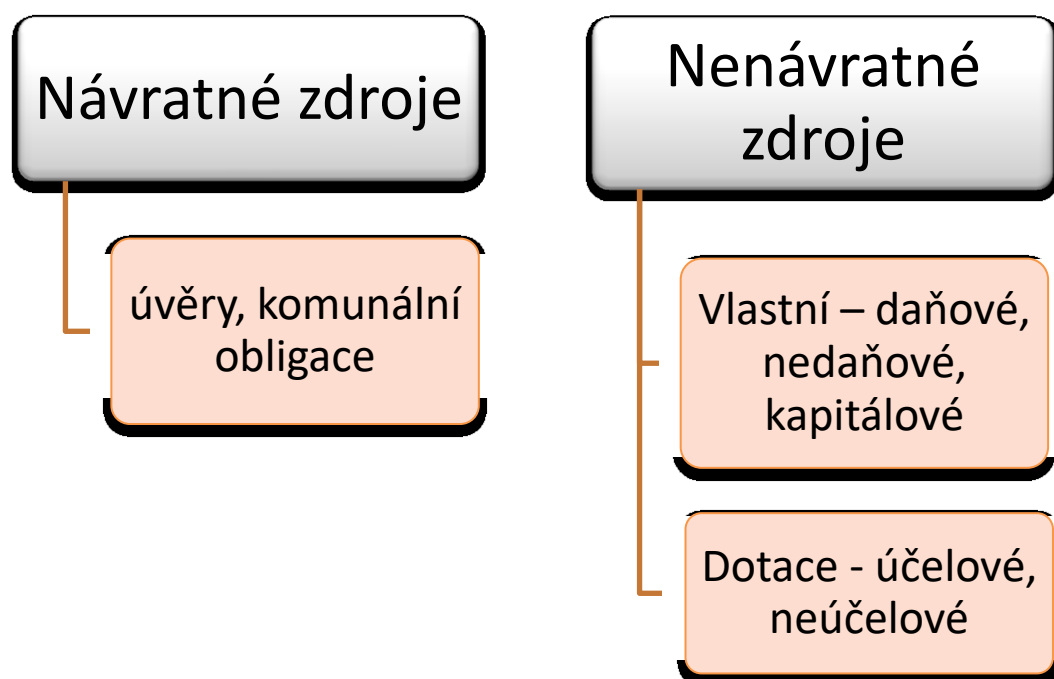 Návratné zdroje
úvěry, komunální
obligace
Nenávratné
zdroje
Vlastní – daňové,
nedaňové,
kapitálové
Dotace - účelové,
neúčelové